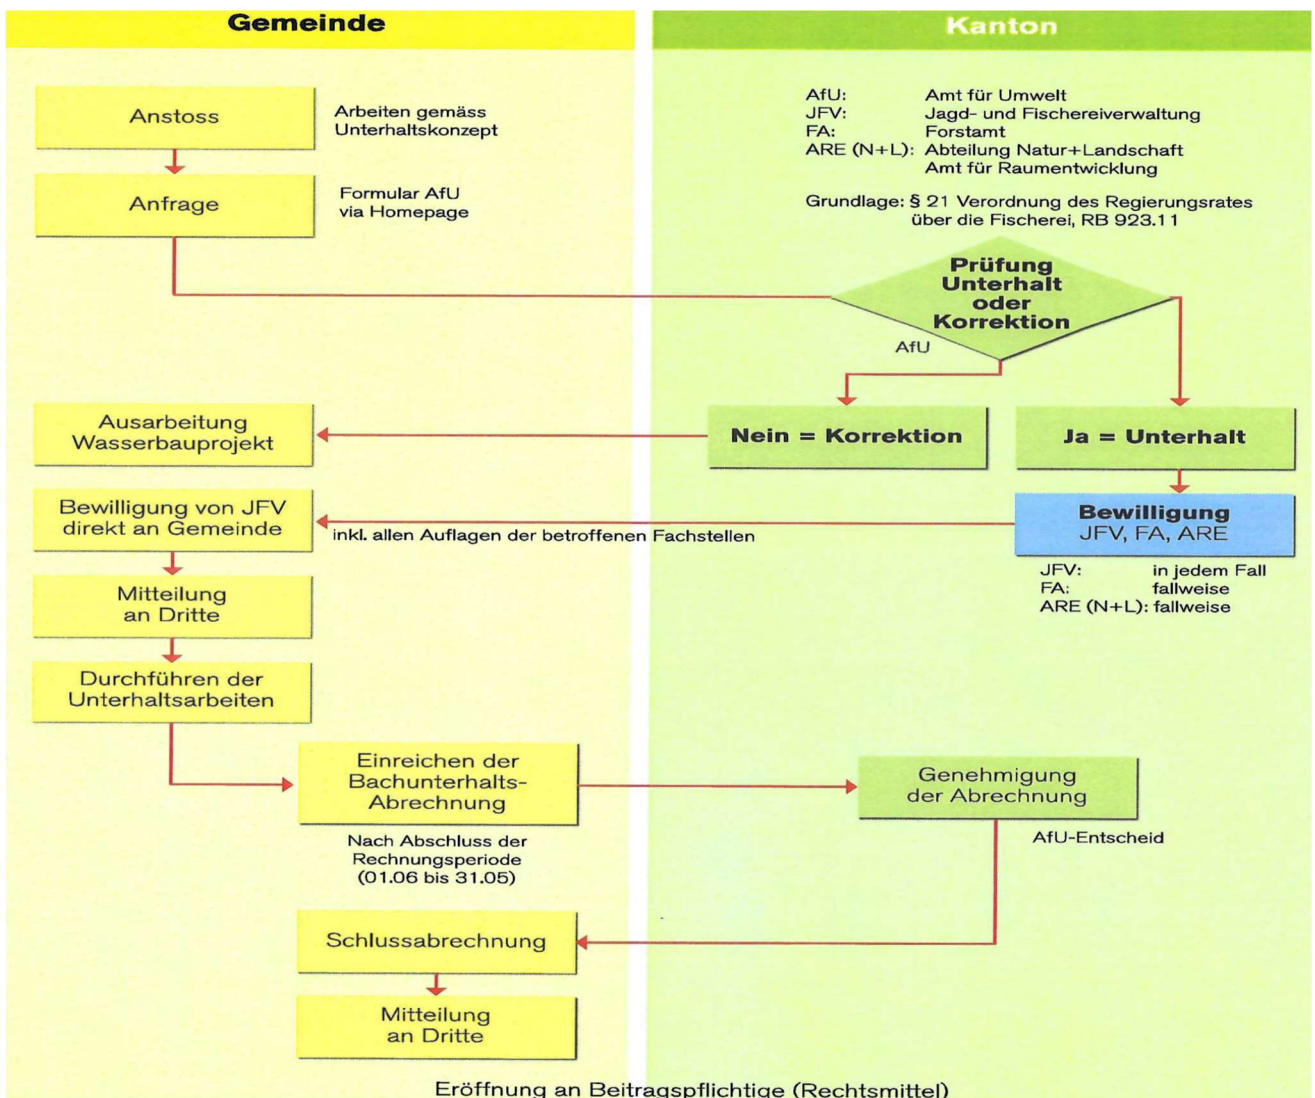 Gemeinde
Kanton
Anstoss
Arbeiten gemäss
Unterhaltskonzept
AfU: Amt für Umwelt
JFV: Jagd- und Fischereiverwaltung
FA: Forstamt
ARE (N+L): Abteilung Natur+Landschaft
Amt für Raumentwicklung
Anfrage
Formular AfU
via Homepage
Grundlage: § 21 Verordnung des Regierungsrates
über die Fischerei, RB 923.11
Prüfung
Unterhalt
oder
Korrektion
AfU
Ausarbeitung
Wasserbauprojekt
Nein = Korrektion
Ja = Unterhalt
Bewilligung von JFV
direkt an Gemeinde
inkl. allen Auflagen der betroffenen Fachstellen
Bewilligung
JFV, FA, ARE
JFV: in jedem Fall
FA: fallweise
ARE (N+L): fallweise
Mitteilung
an Dritte
Durchführen der
Unterhaltsarbeiten
Einreichen der
Bachunterhalts-
Abrechnung
Nach Abschluss der
Rechnungsperiode
(01.06 bis 31.05)
Genehmigung
der Abrechnung
AfU-Entscheid
Schlussabrechnung
Mitteilung
an Dritte
Eröffnung an Beitragspflichtige (Rechtsmittel)